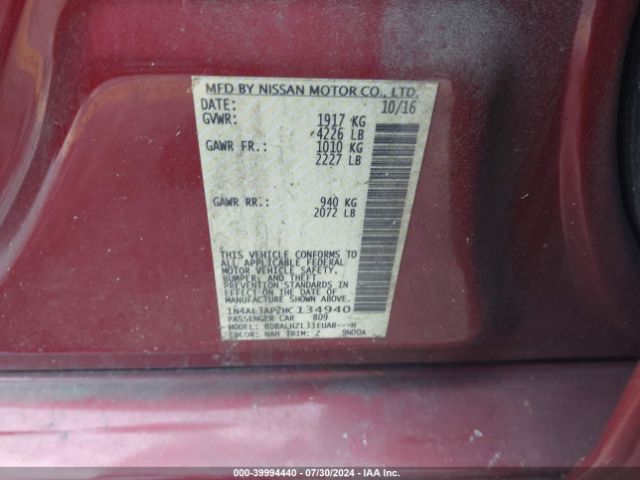 MFD BY NISSAN MOTOR CO., LTD.
DATE: 10/16
GVWR: 1917 KG
4226 LB
GAWR FR.: 1010 KG
2227 LB
GAWR RR.: 940 KG
2072 LB
THIS VEHICLE CONFORMS TO
ALL APPLICABLE FEDERAL
MOTOR VEHICLE SAFETY,
BUMPER, AND THEFT
PREVENTION STANDARDS IN
EFFECT ON THE DATE OF
MANUFACTURE SHOWN ABOVE.
1N4AL3AP2HC134940
PASSENGER CAR 809
MODEL: BDBALHZL33EUAB---H
COLOR: NAH TRIM: Z 9N00A
000-39994440 - 07/30/2024 - IAA Inc.